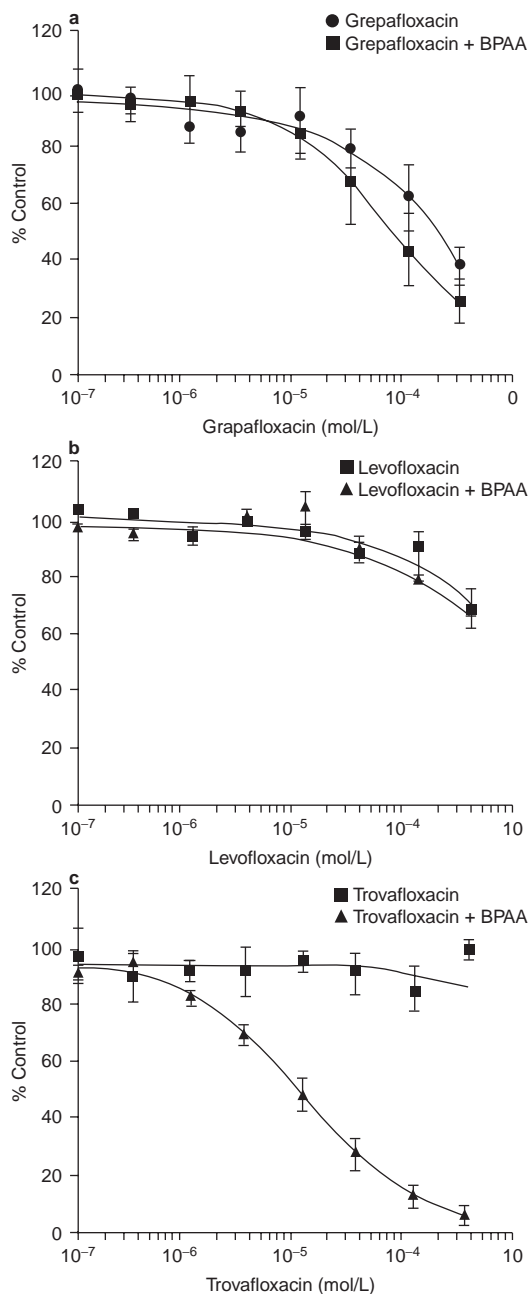 a
Grepafloxacin
Grepafloxacin + BPAA
120
100
80
60
40
20
0
% Control
10⁻⁷ 10⁻⁶ 10⁻⁵ 10⁻⁴ 0
Grapafloxacin (mol/L)
b
Levofloxacin
Levofloxacin + BPAA
120
100
80
60
40
20
0
% Control
10⁻⁷ 10⁻⁶ 10⁻⁵ 10⁻⁴ 10
Levofloxacin (mol/L)
c
Trovafloxacin
Trovafloxacin + BPAA
120
100
80
60
40
20
0
% Control
10⁻⁷ 10⁻⁶ 10⁻⁵ 10⁻⁴ 10
Trovafloxacin (mol/L)